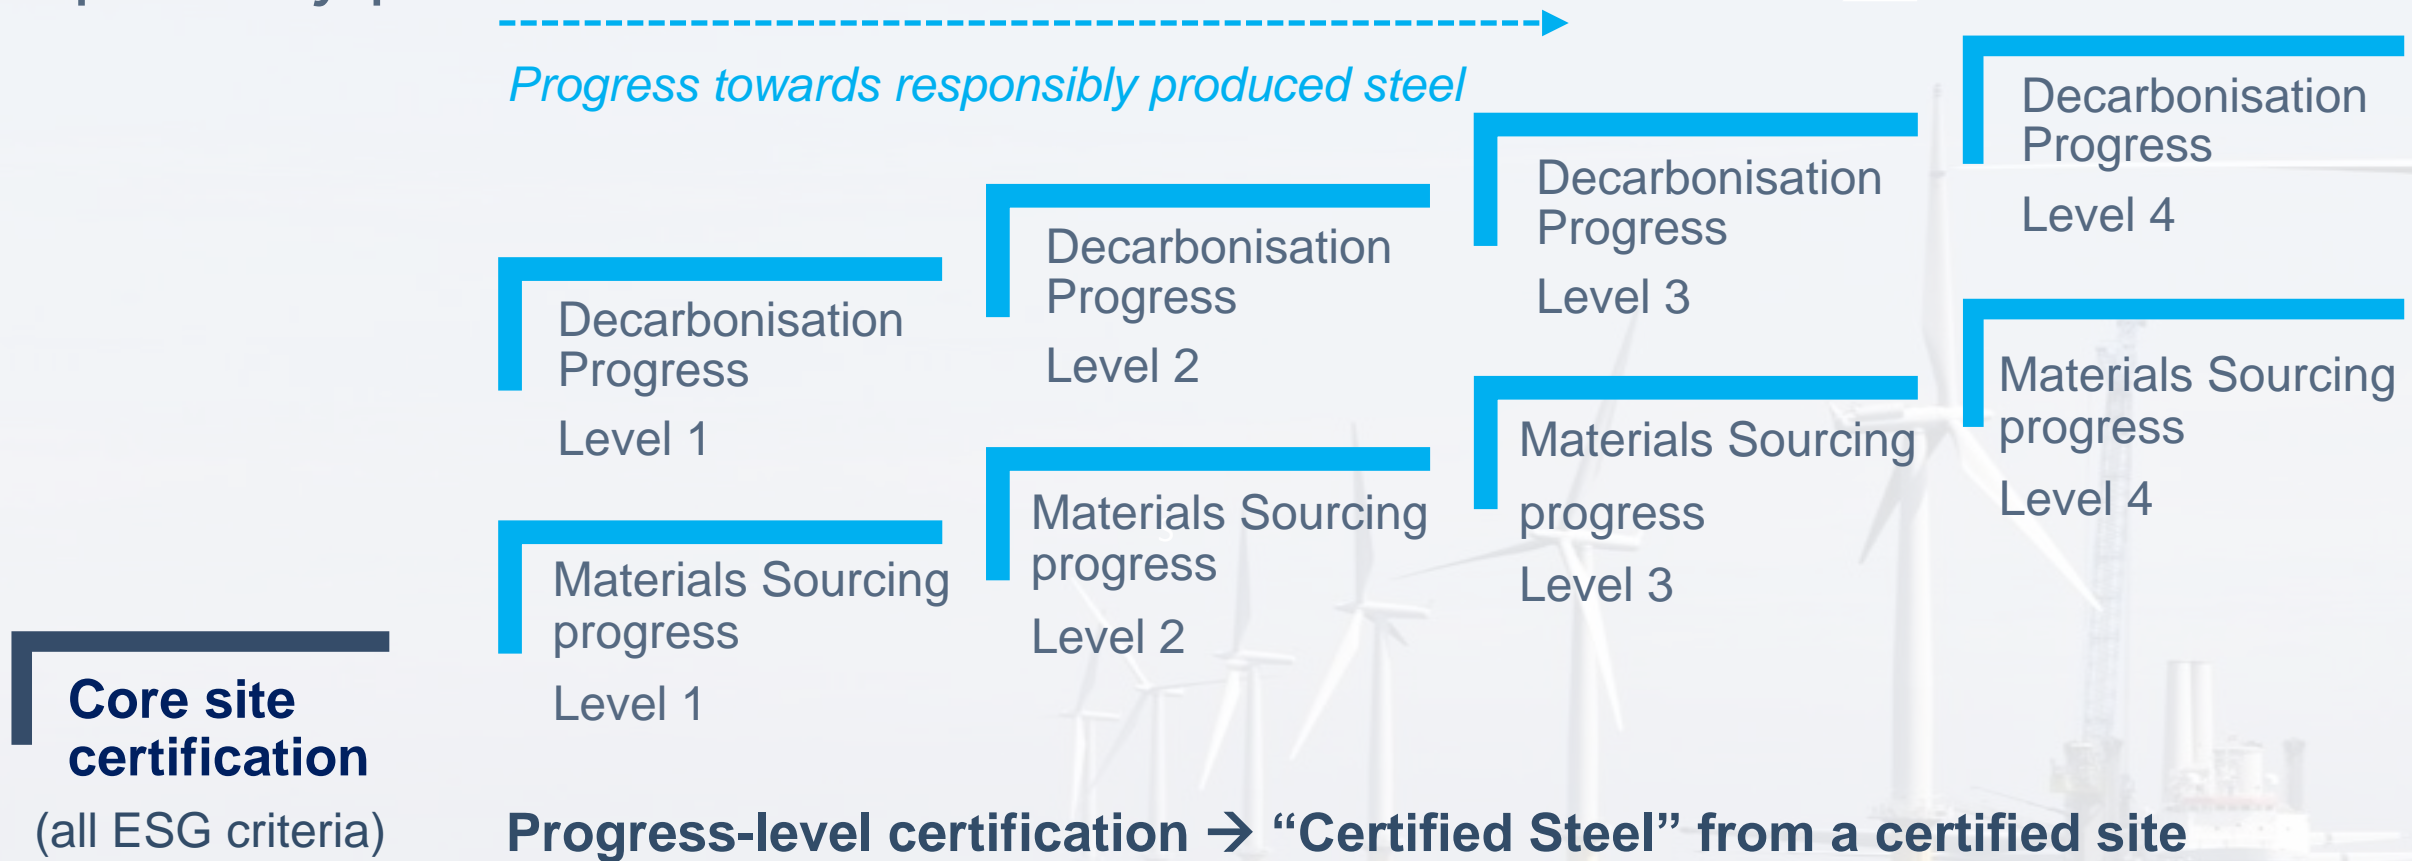 Progress towards responsibly produced steel
Decarbonisation
Progress
Level 4
Decarbonisation
Progress
Level 3
Decarbonisation
Progress
Level 2
Decarbonisation
Progress
Level 1
Materials Sourcing
progress
Level 4
Materials Sourcing
progress
Level 3
Materials Sourcing
progress
Level 2
Materials Sourcing
progress
Level 1
Core site
certification
(all ESG criteria)
Progress-level certification → “Certified Steel” from a certified site